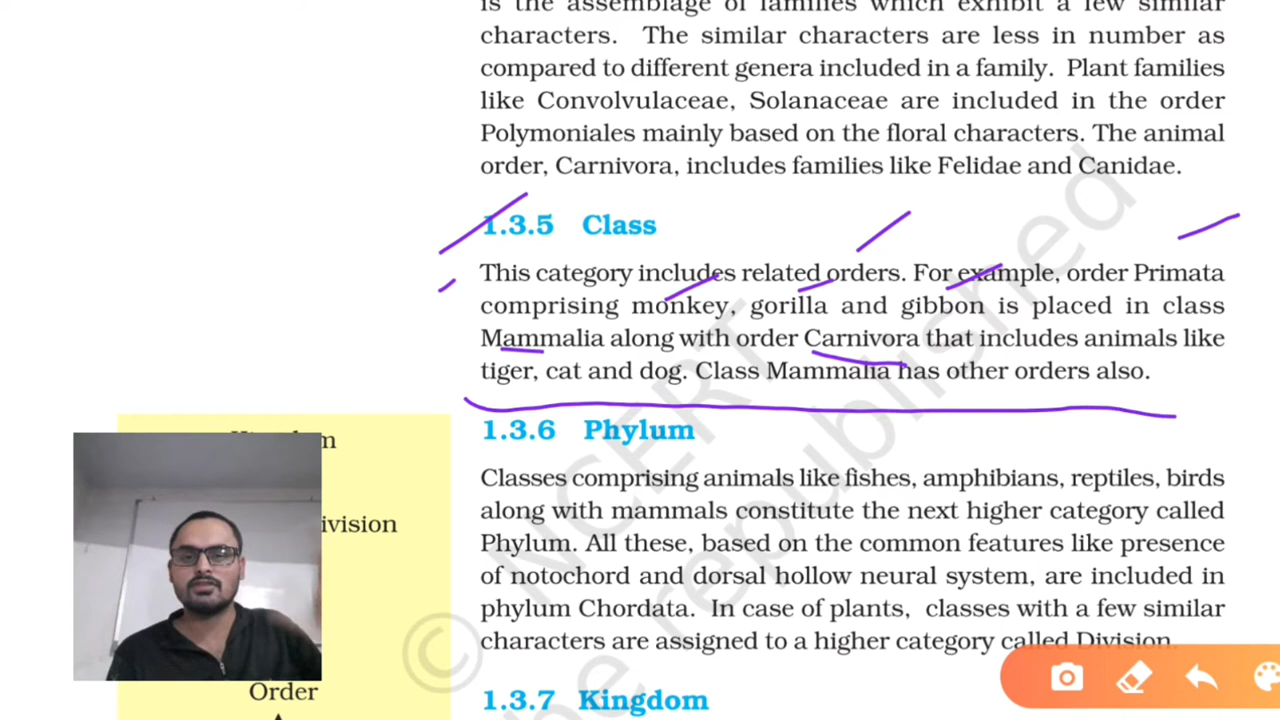 is the assemblage of families which exhibit a few similar
characters. The similar characters are less in number as
compared to different genera included in a family. Plant families
like Convolvulaceae, Solanaceae are included in the order
Polymoniales mainly based on the floral characters. The animal
order, Carnivora, includes families like Felidae and Canidae.
1.3.5 Class
This category includes related orders. For example, order Primata
comprising monkey, gorilla and gibbon is placed in class
Mammalia along with order Carnivora that includes animals like
tiger, cat and dog. Class Mammalia has other orders also.
1.3.6 Phylum
Classes comprising animals like fishes, amphibians, reptiles, birds
along with mammals constitute the next higher category called
Phylum. All these, based on the common features like presence
of notochord and dorsal hollow neural system, are included in
phylum Chordata. In case of plants, classes with a few similar
characters are assigned to a higher category called Division.
1.3.7 Kingdom
Order
© NCERT
be republished